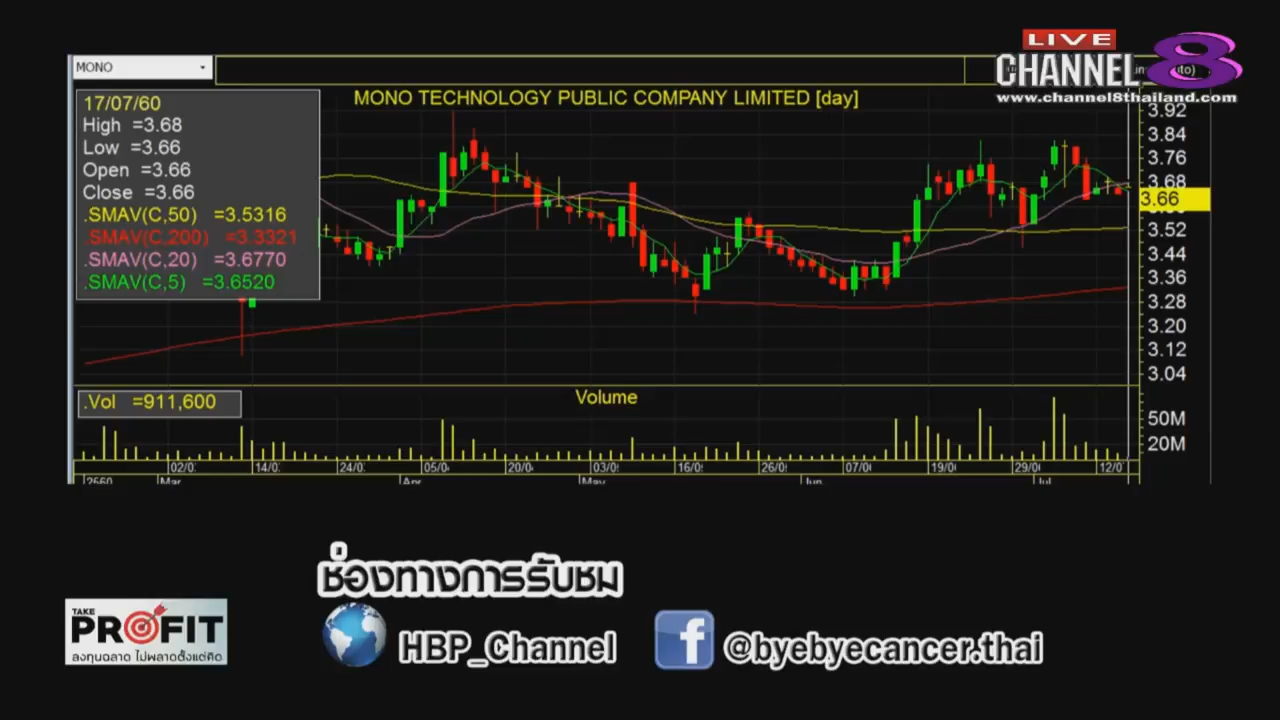 LIVE
CHANNEL 8
www.channel8thailand.com
MONO
MONO TECHNOLOGY PUBLIC COMPANY LIMITED [day]
17/07/60
High =3.68
Low =3.66
Open =3.66
Close =3.66
.SMAV(C,50) =3.5316
.SMAV(C,200) =3.3321
.SMAV(C,20) =3.6770
.SMAV(C,5) =3.6520
3.92
3.84
3.76
3.68
3.66
3.52
3.44
3.36
3.28
3.20
3.12
3.04
.Vol =911,600
Volume
50M
20M
02/0
14/0
24/0
05/0
20/0
03/0
16/0
26/0
07/0
19/0
29/0
12/0
2560 Mar Apr May Jun Jul
ช่องทางการรับชม
HBP_Channel
@byebyecancer.thai
TAKE
PROFIT
ลงทุนฉลาด ไม่พลาดตั้งแต่คิด